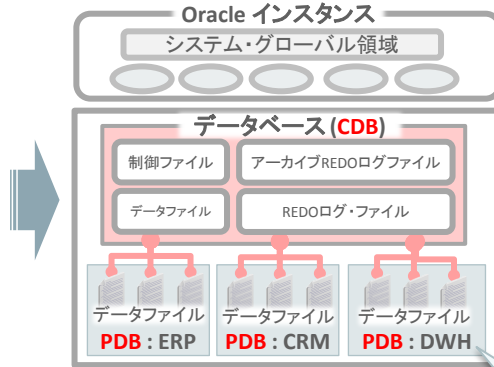 Oracle インスタンス
システム・グローバル領域
データベース(CDB)
制御ファイル
アーカイブREDOログファイル
データファイル
REDOログ・ファイル
データファイル
データファイル
データファイル
PDB : ERP
PDB : CRM
PDB : DWH